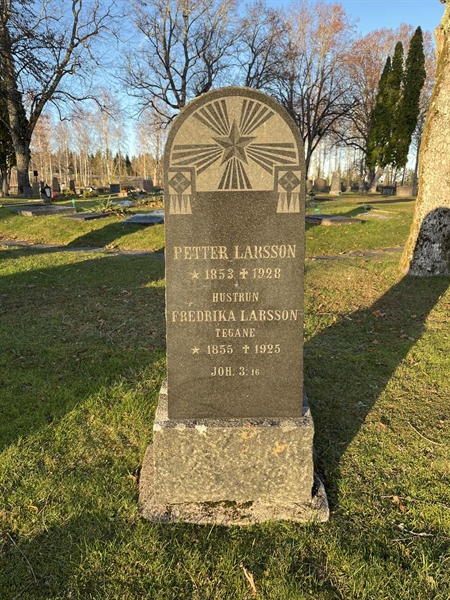 PETTER LARSSON
★ 1853 ✝ 1928
HUSTRUN
FREDRIKA LARSSON
TEGANE
★ 1855 ✝ 1925
JOH. 3:16